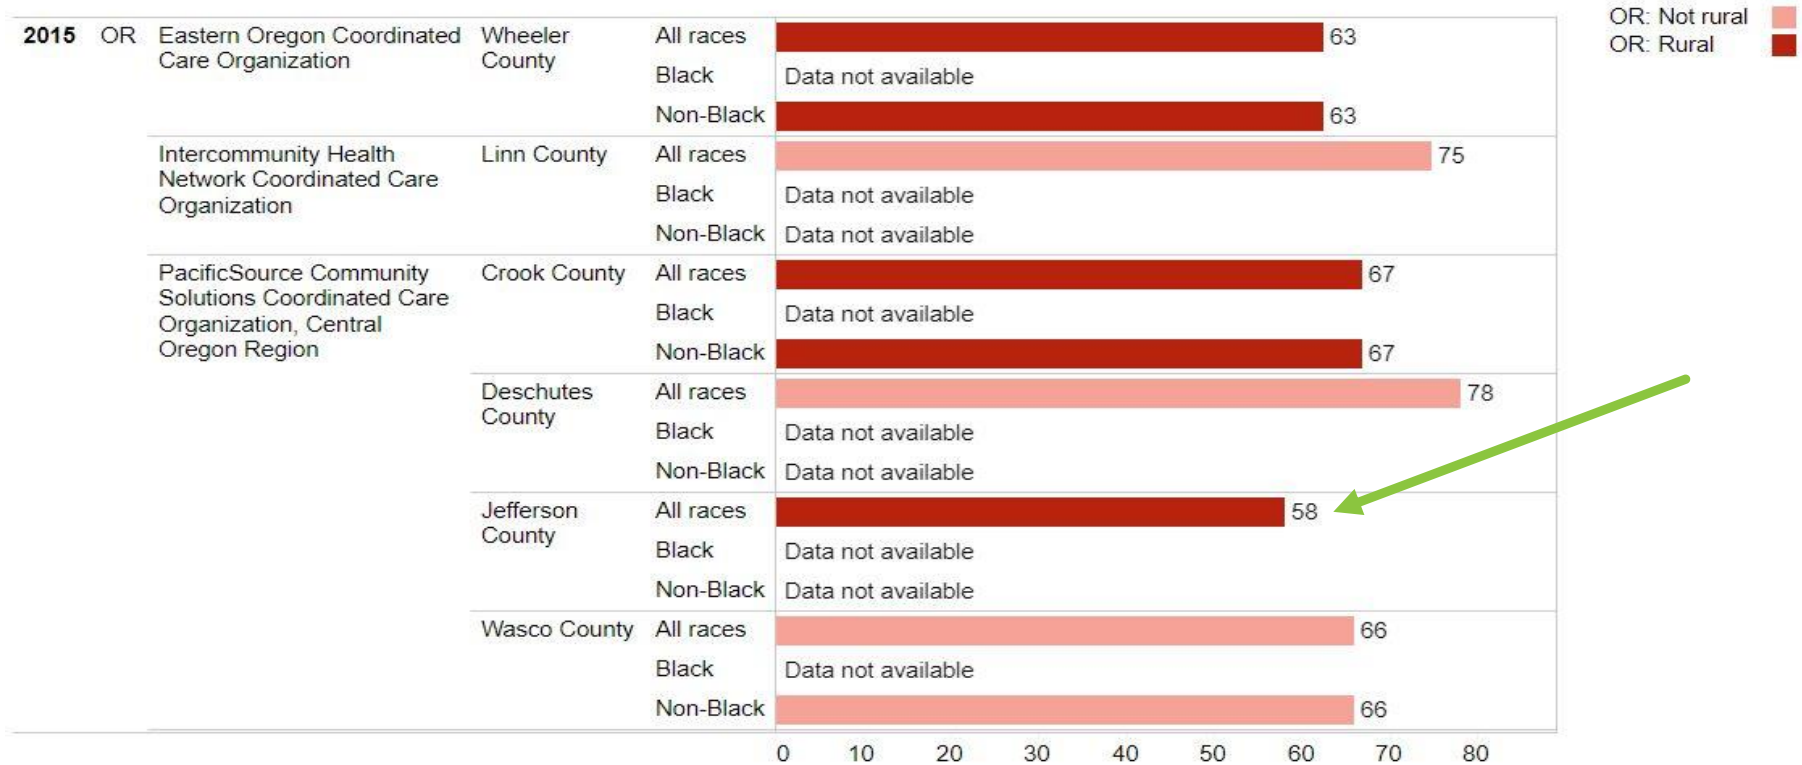 OR: Not rural
OR: Rural
2015 OR Eastern Oregon Coordinated Wheeler All races 63
Care Organization County
Black Data not available
Non-Black 63
Intercommunity Health Linn County All races 75
Network Coordinated Care
Organization
Black Data not available
Non-Black Data not available
PacificSource Community Crook County All races 67
Solutions Coordinated Care
Organization, Central
Oregon Region
Black Data not available
Non-Black 67
Deschutes All races 78
County
Black Data not available
Non-Black Data not available
Jefferson All races 58
County
Black Data not available
Non-Black Data not available
Wasco County All races 66
Black Data not available
Non-Black 66
0 10 20 30 40 50 60 70 80